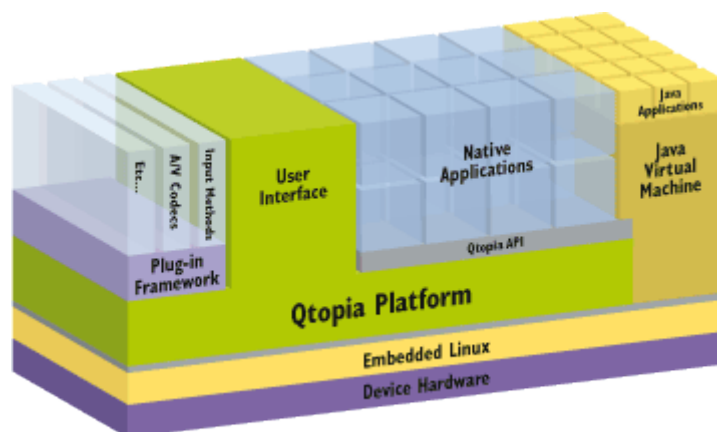 Etc...
A/V Codecs
Input Methods
Plug-in
Framework
User
Interface
Native
Applications
Qtopia API
Java
Applications
Java
Virtual
Machine
Qtopia Platform
Embedded Linux
Device Hardware